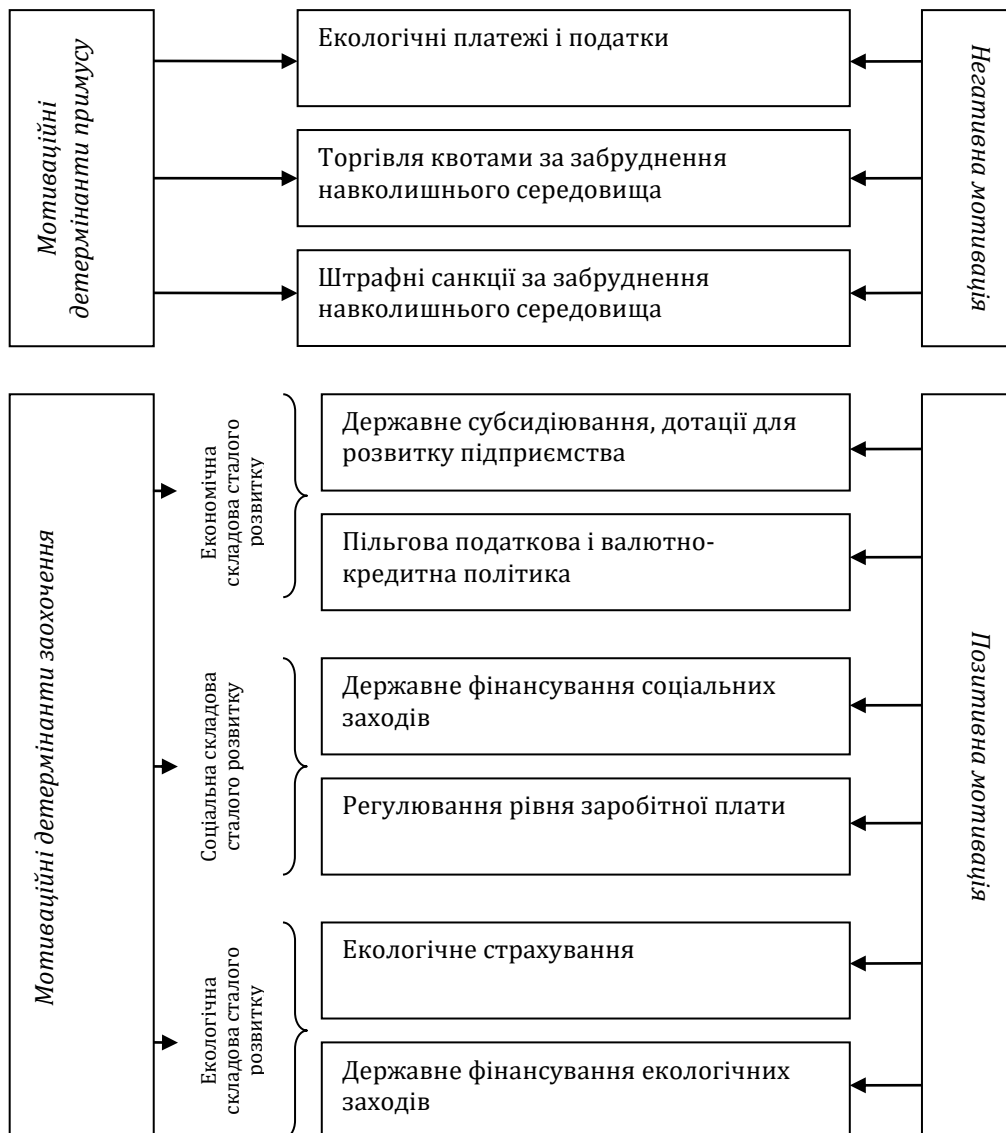 Мотиваційні
детермінанти примусу
Екологічні платежі і податки
Торгівля квотами за забруднення
навколишнього середовища
Штрафні санкції за забруднення
навколишнього середовища
Негативна мотивація
Мотиваційні детермінанти заохочення
Економічна
складова сталого
розвитку
Державне субсидіювання, дотації для
розвитку підприємства
Пільгова податкова і валютно-
кредитна політика
Соціальна складова
сталого розвитку
Державне фінансування соціальних
заходів
Регулювання рівня заробітної плати
Екологічна
складова сталого
розвитку
Екологічне страхування
Державне фінансування екологічних
заходів
Позитивна мотивація